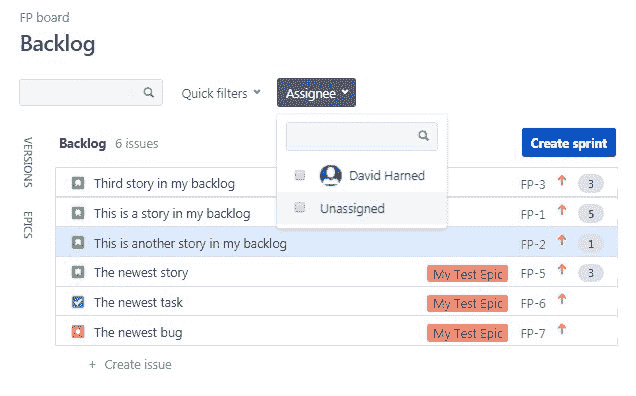 FP board
Backlog
Quick filters Assignee
VERSIONS
EPICS
Backlog 6 issues Create sprint
David Harned
Unassigned
Third story in my backlog FP-3 3
This is a story in my backlog FP-1 5
This is another story in my backlog FP-2 1
The newest story My Test Epic FP-5 3
The newest task My Test Epic FP-6
The newest bug My Test Epic FP-7
+ Create issue